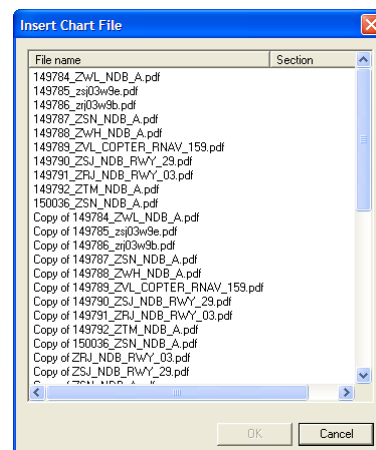 Insert Chart File
File name Section
149784_ZWL_NDB_A.pdf
149785_zsj03w9e.pdf
149786_zrj03w9b.pdf
149787_ZSN_NDB_A.pdf
149788_ZWH_NDB_A.pdf
149789_ZVL_COPTER_RNAV_159.pdf
149790_ZSJ_NDB_RWY_29.pdf
149791_ZRJ_NDB_RWY_03.pdf
149792_ZTM_NDB_A.pdf
150036_ZSN_NDB_A.pdf
Copy of 149784_ZWL_NDB_A.pdf
Copy of 149785_zsj03w9e.pdf
Copy of 149786_zrj03w9b.pdf
Copy of 149787_ZSN_NDB_A.pdf
Copy of 149788_ZWH_NDB_A.pdf
Copy of 149789_ZVL_COPTER_RNAV_159.pdf
Copy of 149790_ZSJ_NDB_RWY_29.pdf
Copy of 149791_ZRJ_NDB_RWY_03.pdf
Copy of 149792_ZTM_NDB_A.pdf
Copy of 150036_ZSN_NDB_A.pdf
Copy of ZRJ_NDB_RWY_03.pdf
Copy of ZSJ_NDB_RWY_29.pdf
OK Cancel